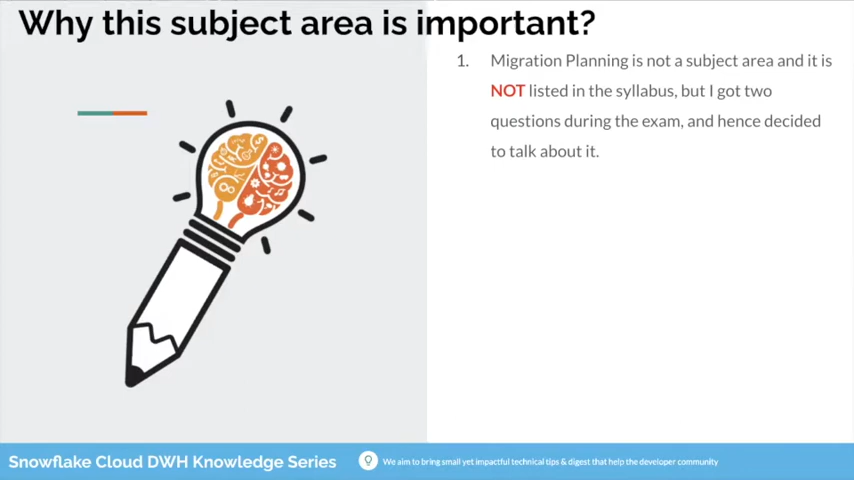 Why this subject area is important?
1. Migration Planning is not a subject area and it is
NOT listed in the syllabus, but I got two
questions during the exam, and hence decided
to talk about it.
Snowflake Cloud DWH Knowledge Series
We aim to bring small yet impactful technical tips & digest that help the developer community